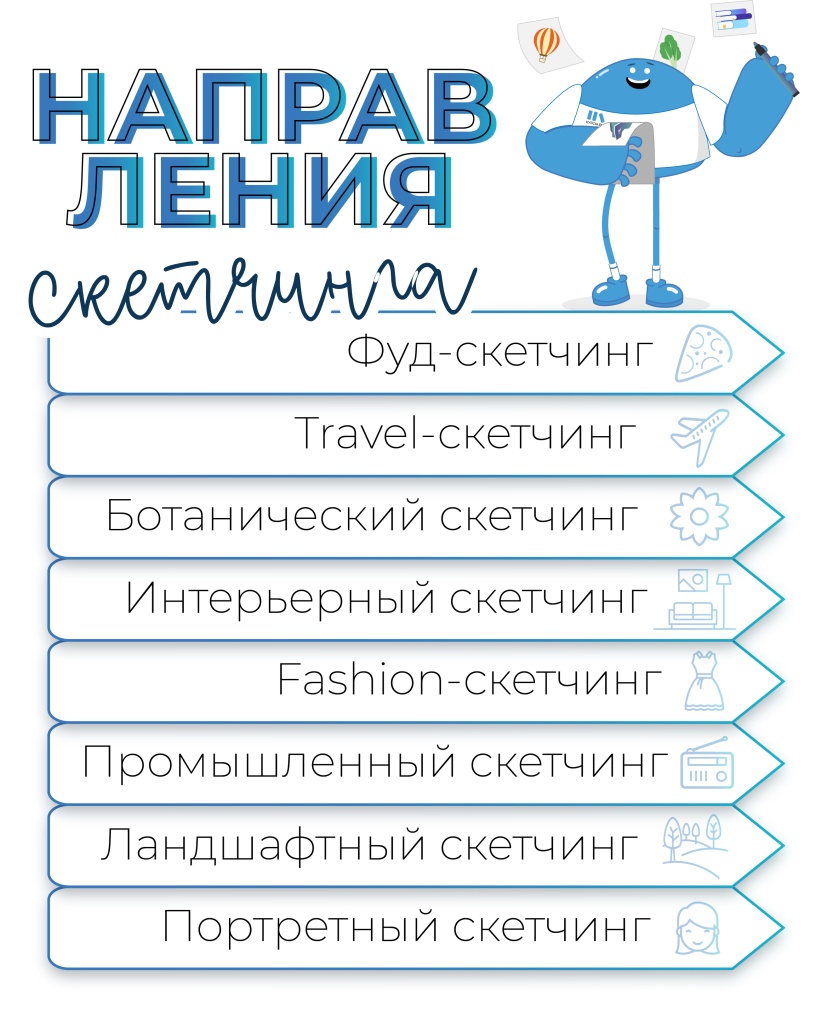 НАПРАВ
ЛЕНИЯ
скетчинга
Фуд-скетчинг
Travel-скетчинг
Ботанический скетчинг
Интерьерный скетчинг
Fashion-скетчинг
Промышленный скетчинг
Ландшафтный скетчинг
Портретный скетчинг